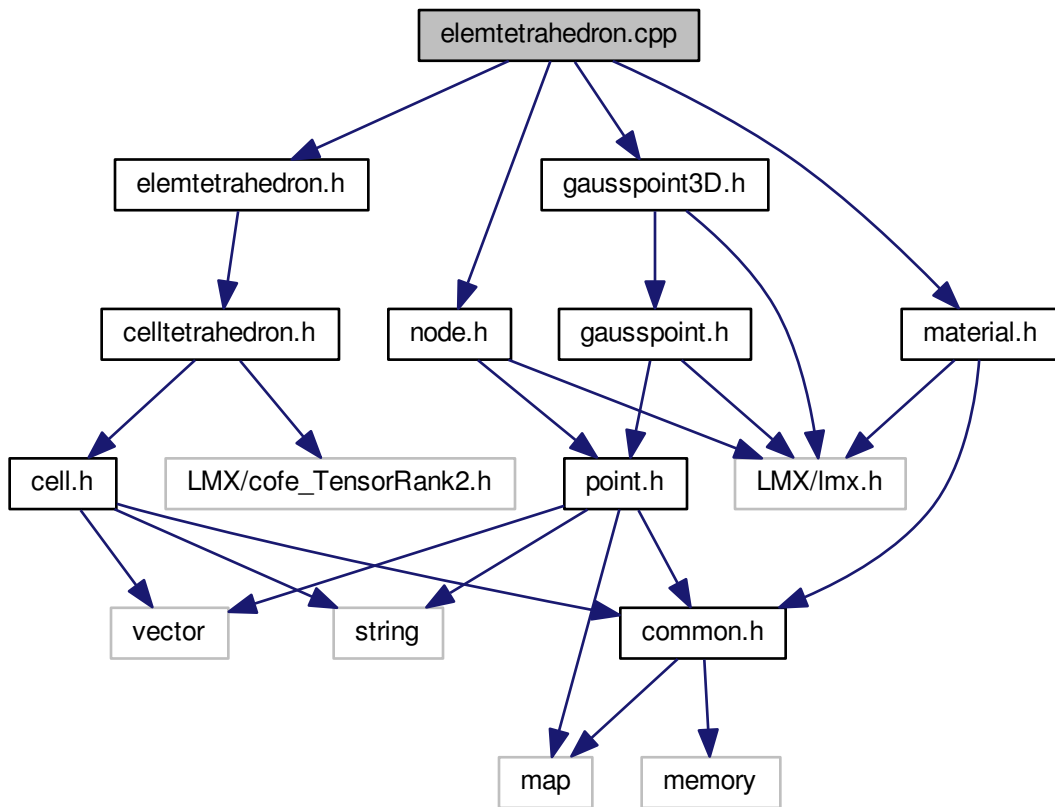 elemtetrahedron.cpp
elemtetrahedron.h
gausspoint3D.h
celltetrahedron.h
node.h
gausspoint.h
material.h
cell.h
LMX/cofe_TensorRank2.h
point.h
LMX/lmx.h
vector
string
common.h
map
memory